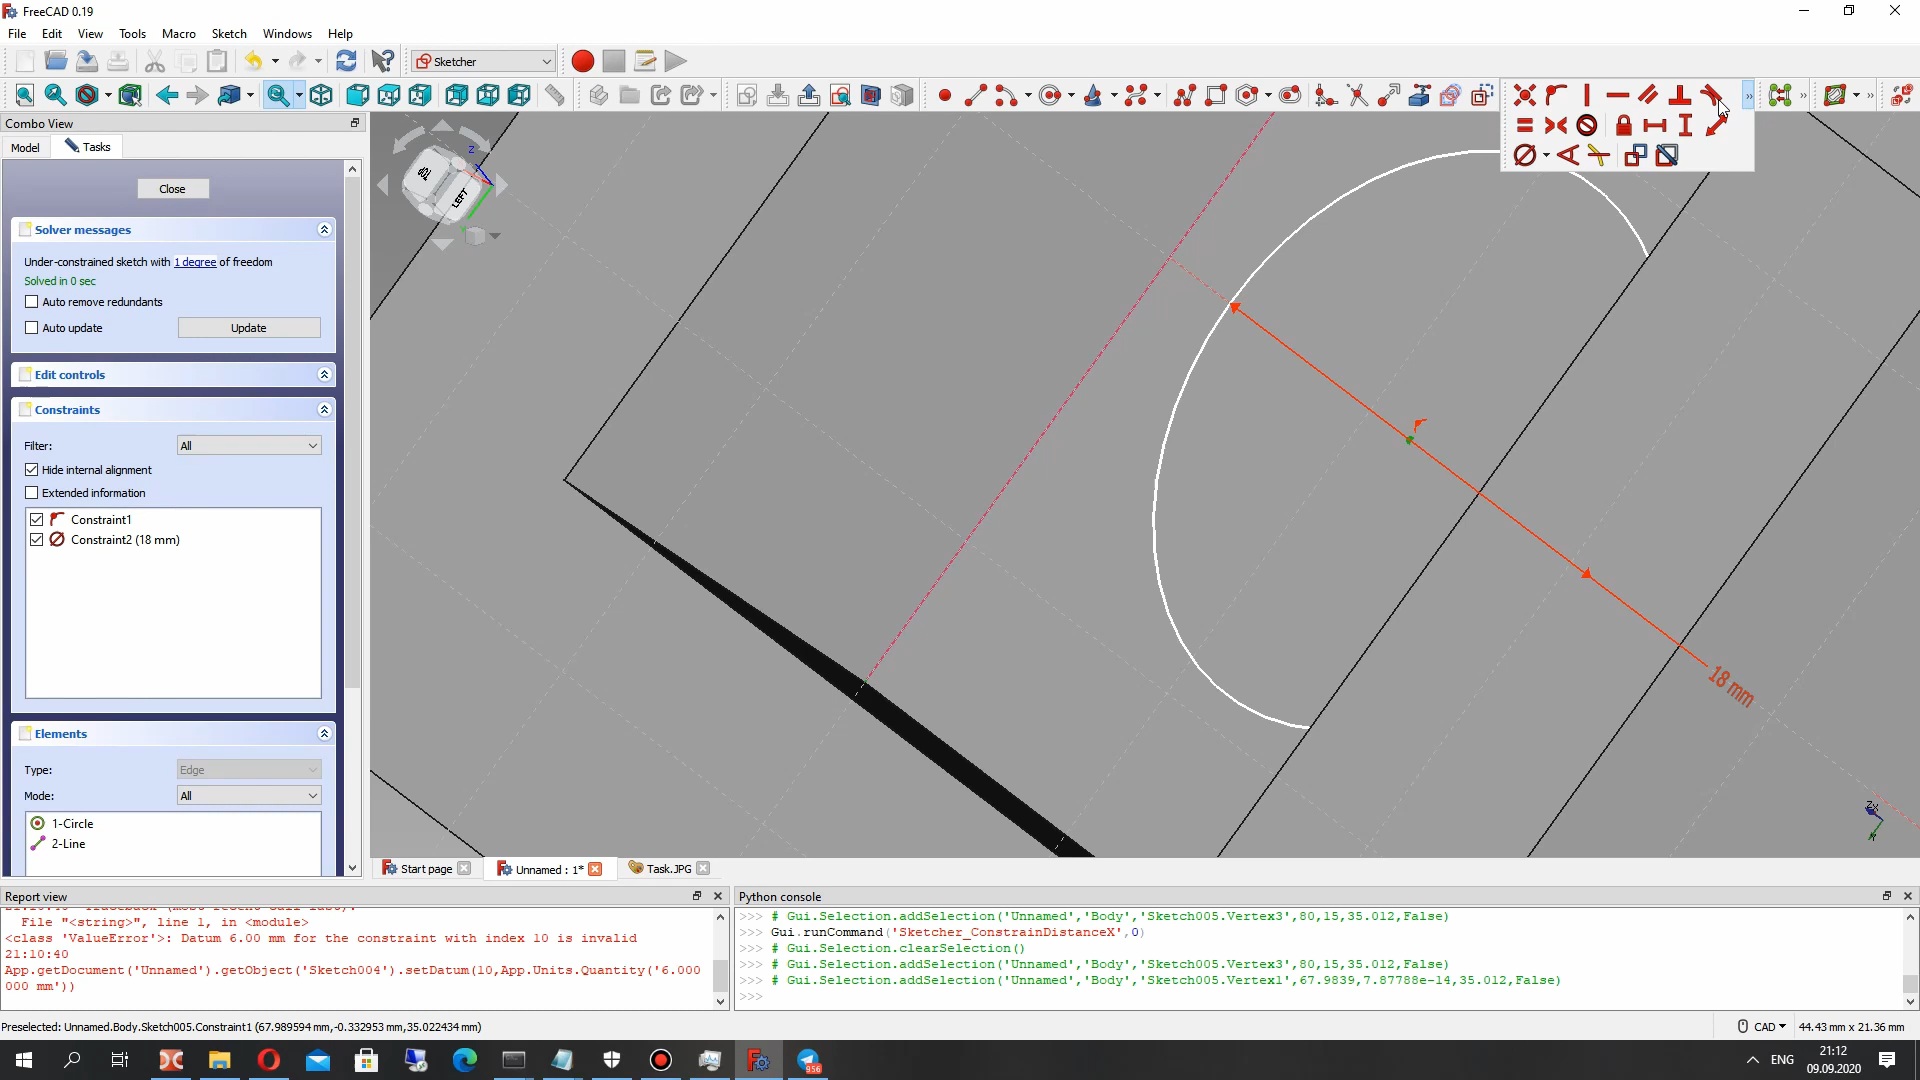 FreeCAD 0.19
File Edit View Tools Macro Sketch Windows Help
Sketcher
Combo View
Model Tasks
Close
Solver messages
Under-constrained sketch with 1 degree of freedom
Solved in 0 sec
Auto remove redundants
Auto update Update
Edit controls
Constraints
Filter: All
Hide internal alignment
Extended information
Constraint1
Constraint2 (18 mm)
Elements
Type: Edge
Mode: All
1-Circle
2-Line
TOP
LEFT
Z
18 mm
Start page Unnamed : 1* Task.JPG
Report view
File "<string>", line 1, in <module>
<class 'ValueError'>: Datum 6.00 mm for the constraint with index 10 is invalid
21:10:40
App.getDocument('Unnamed').getObject('Sketch004').setDatum(10,App.Units.Quantity('6.000
000 mm'))
Python console
>>> # Gui.Selection.addSelection('Unnamed','Body','Sketch005.Vertex3',80,15,35.012,False)
>>> Gui.runCommand('Sketcher_ConstrainDistanceX',0)
>>> # Gui.Selection.clearSelection()
>>> # Gui.Selection.addSelection('Unnamed','Body','Sketch005.Vertex3',80,15,35.012,False)
>>> # Gui.Selection.addSelection('Unnamed','Body','Sketch005.Vertex1',67.9839,7.87788e-14,35.012,False)
>>>
Preselected: Unnamed.Body.Sketch005.Constraint1 (67.989594 mm,-0.332953 mm,35.022434 mm)
CAD 44.43 mm x 21.36 mm
956
ENG
21:12
09.09.2020